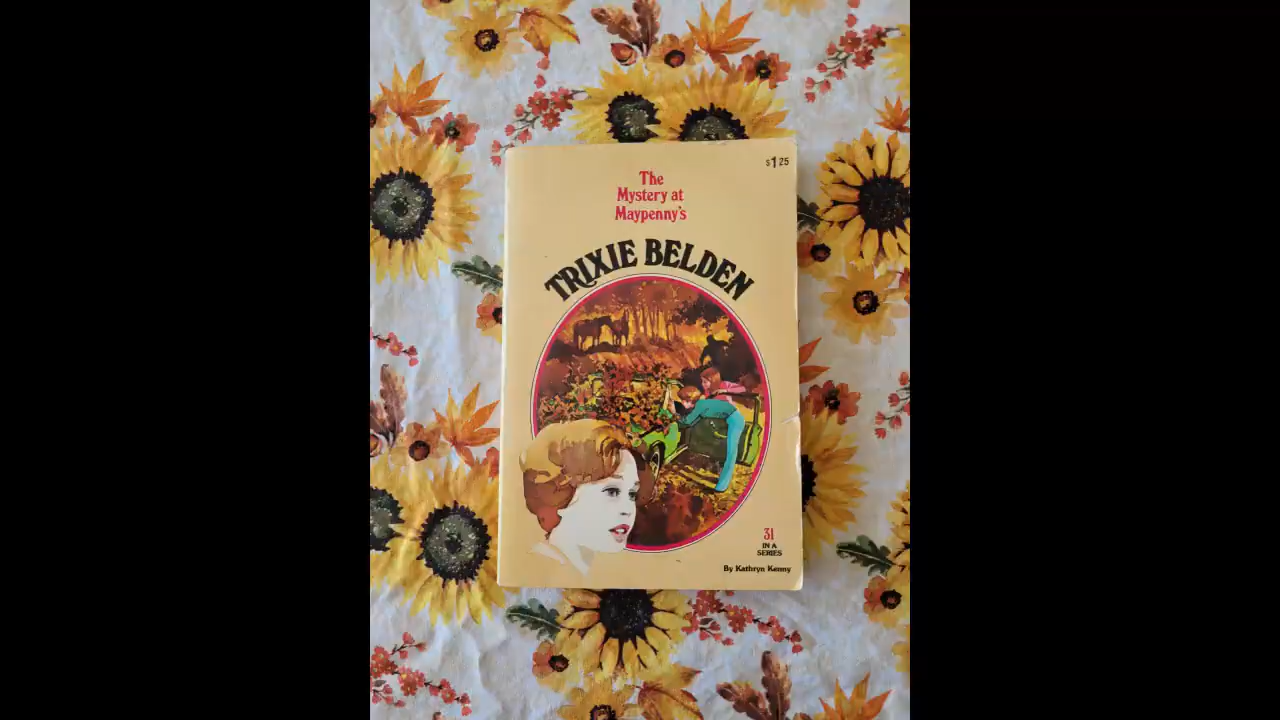 $1.25
The
Mystery at
Maypenny's
TRIXIE BELDEN
31
IN A
SERIES
By Kathryn Kenny